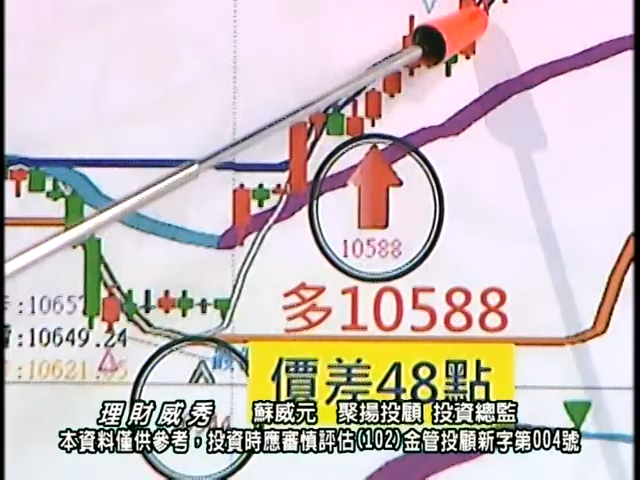 10588
多10588
:10649.24
價差48點
理財威秀 蘇威元 聚揚投顧 投資總監
本資料僅供參考，投資時應審慎評估(102)金管投顧新字第004號